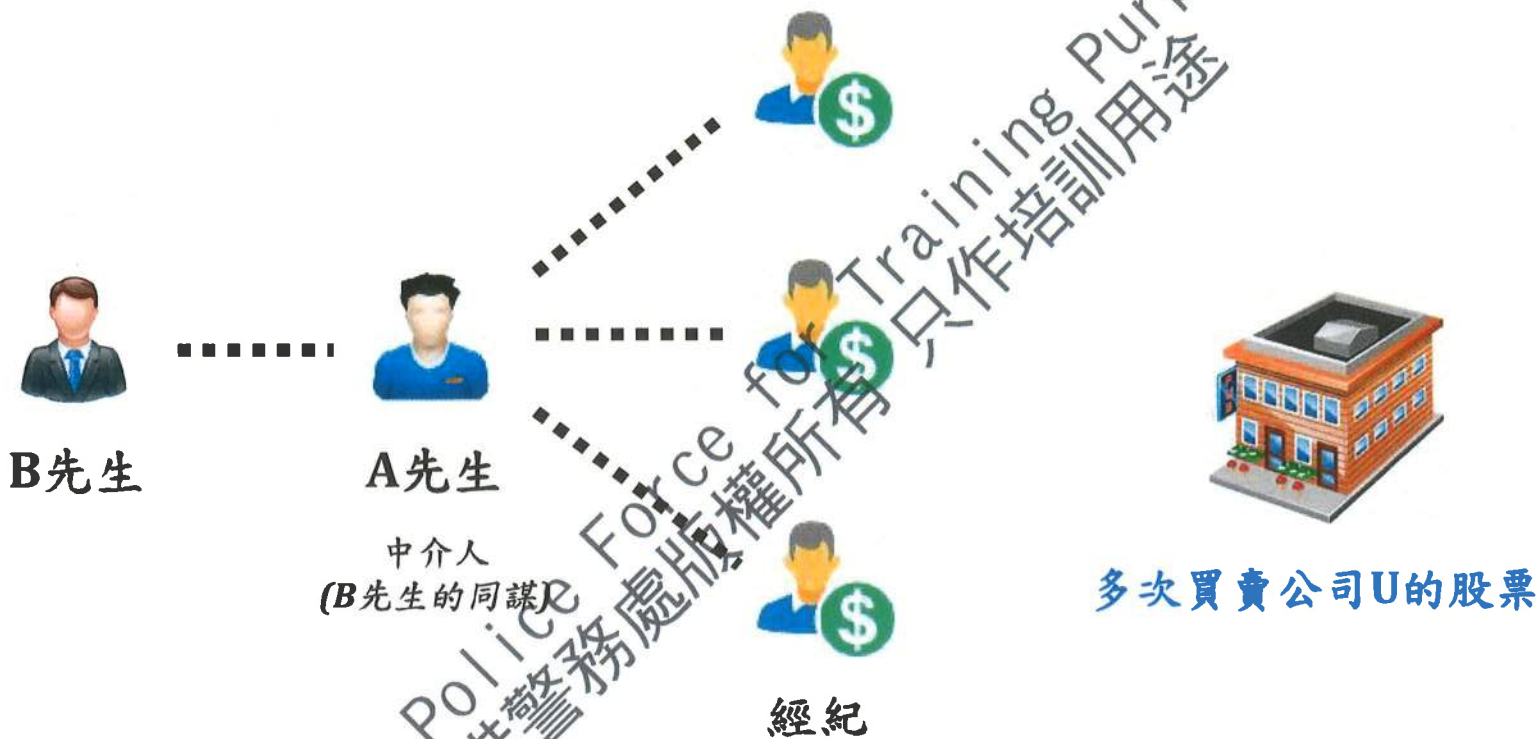 B先生
A先生
中介人
(B先生的同謀)
經紀
多次買賣公司U的股票
Police Force for Training Pur
警務處版權所有 只作培訓用途